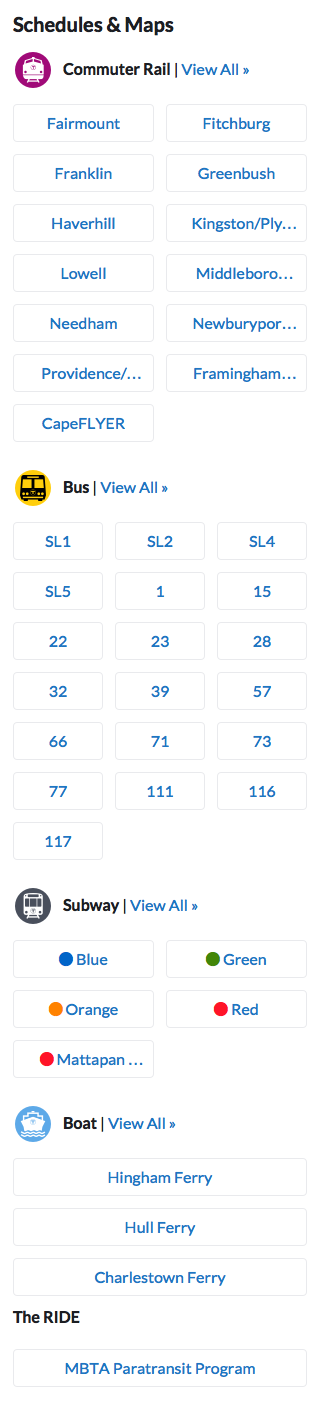 Schedules & Maps
Commuter Rail | View All »
Fairmount Fitchburg
Franklin Greenbush
Haverhill Kingston/Ply...
Lowell Middleboro...
Needham Newburypor...
Providence/... Framingham...
CapeFLYER
Bus | View All »
SL1 SL2 SL4
SL5 1 15
22 23 28
32 39 57
66 71 73
77 111 116
117
Subway | View All »
Blue Green
Orange Red
Mattapan ...
Boat | View All »
Hingham Ferry
Hull Ferry
Charlestown Ferry
The RIDE
MBTA Paratransit Program